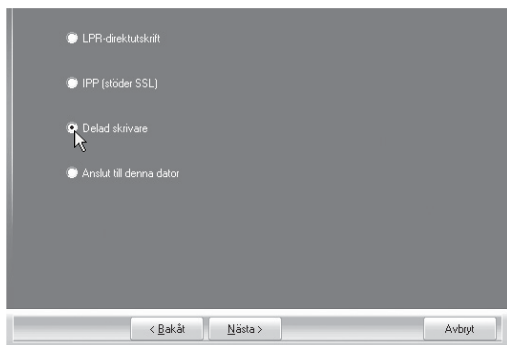 LPR-direktutskrift
IPP (stöder SSL)
Delad skrivare
Anslut till denna dator
< Bakåt
Nästa >
Avbryt